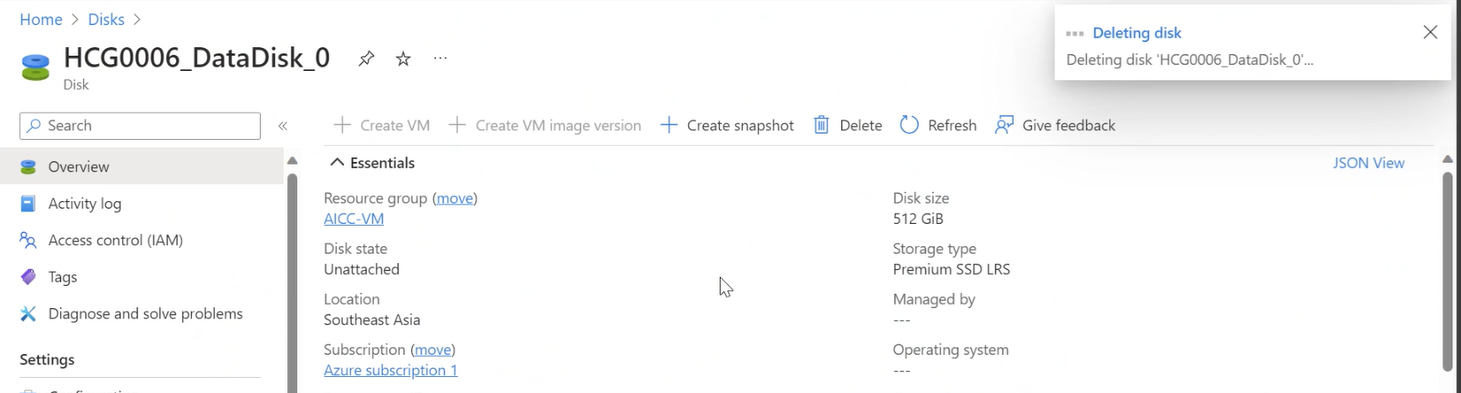 Home > Disks >
HCG0006_DataDisk_0
Disk
Deleting disk
Deleting disk 'HCG0006_DataDisk_0'...
Search
Create VM
Create VM image version
Create snapshot
Delete
Refresh
Give feedback
Overview
Activity log
Access control (IAM)
Tags
Diagnose and solve problems
Settings
Essentials
JSON View
Resource group (move)
AICC-VM
Disk state
Unattached
Location
Southeast Asia
Subscription (move)
Azure subscription 1
Disk size
512 GiB
Storage type
Premium SSD LRS
Managed by
---
Operating system
---